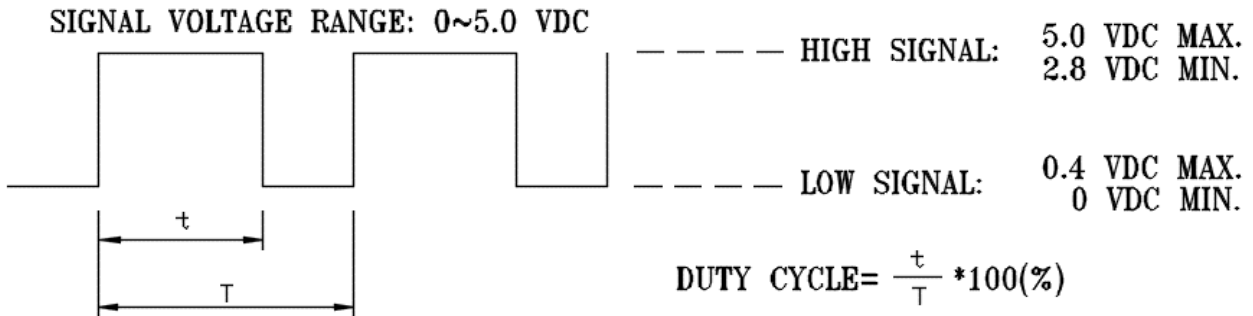 SIGNAL VOLTAGE RANGE: 0~5.0 VDC
HIGH SIGNAL: 5.0 VDC MAX.
2.8 VDC MIN.
LOW SIGNAL: 0.4 VDC MAX.
0 VDC MIN.
t
T
DUTY CYCLE= t/T *100(%)